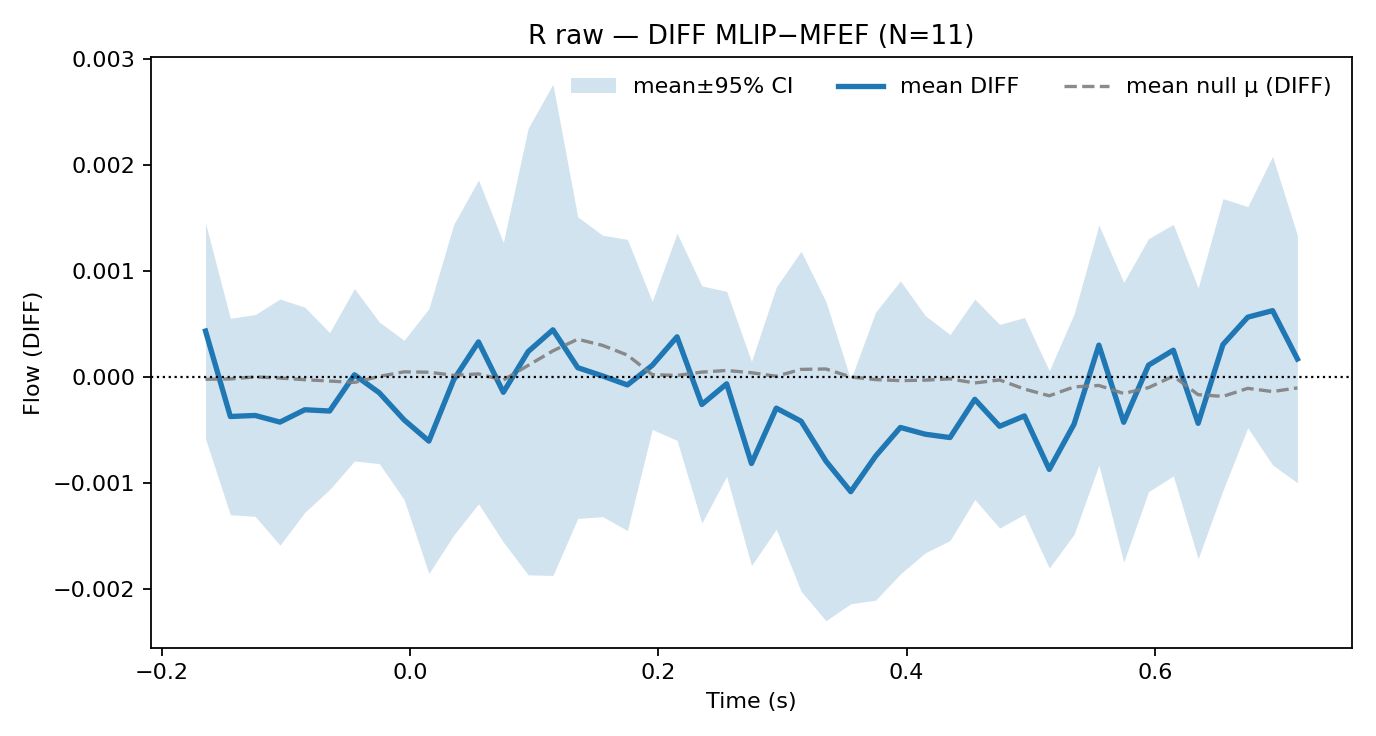 R raw — DIFF MLIP−MFEF (N=11)
mean±95% CI
mean DIFF
mean null μ (DIFF)
Flow (DIFF)
0.003
0.002
0.001
0.000
−0.001
−0.002
−0.2
0.0
0.2
0.4
0.6
Time (s)